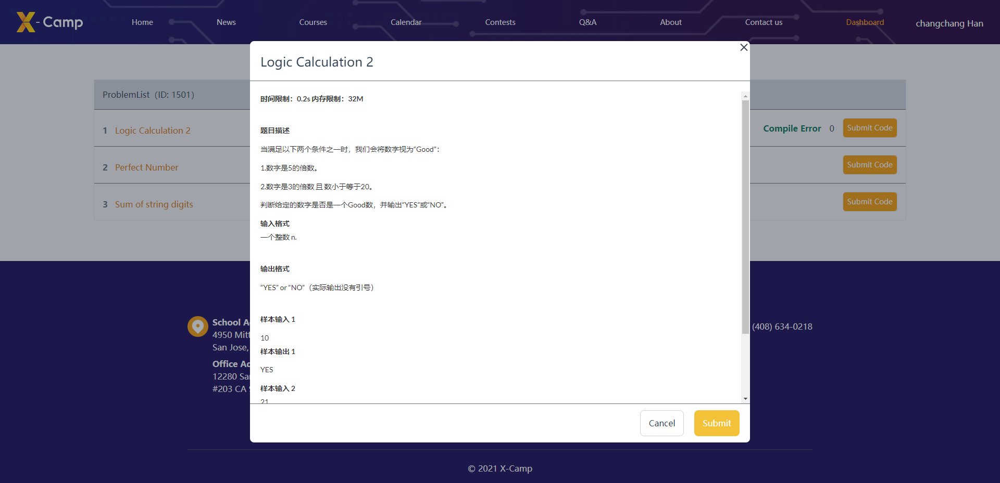 X - Camp
Home
News
Courses
Calendar
Contests
Q&A
About
Contact us
Dashboard
changchang Han
Logic Calculation 2
ProblemList（ID: 1501）
时间限制：0.2s 内存限制：32M
1 Logic Calculation 2
Compile Error 0 Submit Code
题目描述
当满足以下两个条件之一时，我们会将数字视为“Good”：
2 Perfect Number
Submit Code
1.数字是5的倍数。
2.数字是3的倍数 且 数小于等于20。
3 Sum of string digits
Submit Code
判断给定的数字是否是一个Good数，并输出“YES”或“NO”。
输入格式
一个整数 n.
输出格式
“YES” or “NO”（实际输出没有引号）
样本输入 1
10
样本输出 1
YES
样本输入 2
21
School
4950 Mitt
San Jose,
Office
12280
#203 CA
(408) 634-0218
Cancel
Submit
© 2021 X-Camp